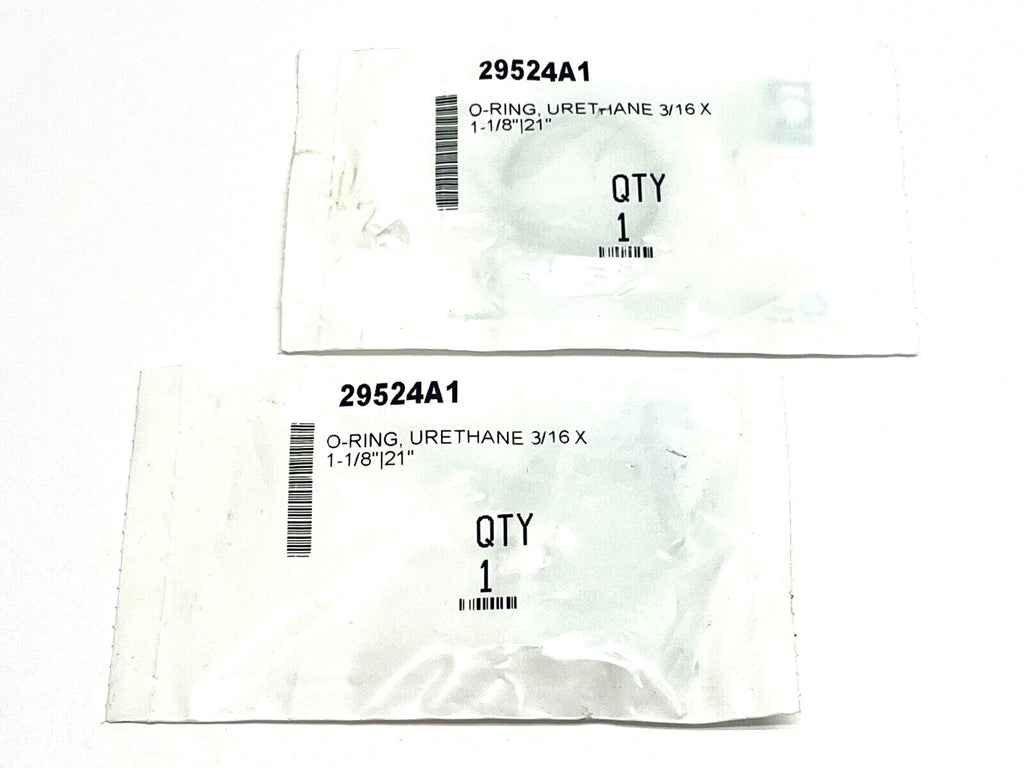 29524A1
O-RING, URETHANE 3/16 X
1-1/8"|21"
QTY
1
29524A1
O-RING, URETHANE 3/16 X
1-1/8"|21"
QTY
1